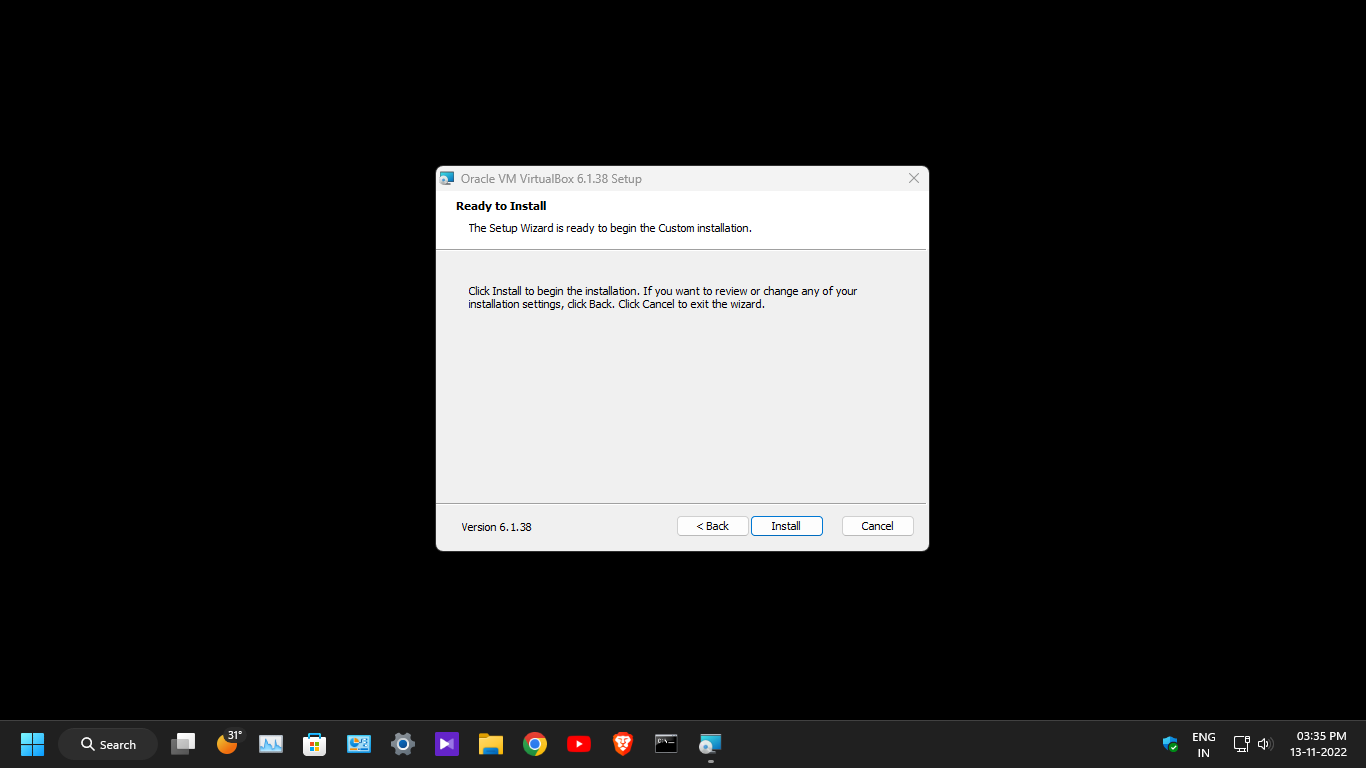 Oracle VM VirtualBox 6.1.38 Setup
Ready to Install
The Setup Wizard is ready to begin the Custom installation.
Click Install to begin the installation. If you want to review or change any of your
installation settings, click Back. Click Cancel to exit the wizard.
Version 6.1.38
< Back
Install
Cancel
Search
31°
ENG
IN
03:35 PM
13-11-2022